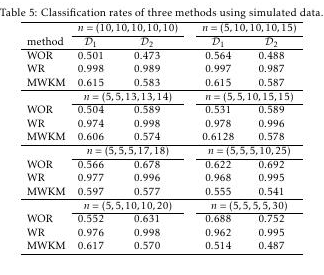 Table 5: Classification rates of three methods using simulated data.
n = (10, 10, 10, 10, 10) n = (5, 10, 10, 10, 15)
method D₁ D₂ D₁ D₂
WOR 0.501 0.473 0.564 0.488
WR 0.998 0.989 0.997 0.987
MWKM 0.615 0.583 0.615 0.587
n = (5, 5, 13, 13, 14) n = (5, 5, 10, 15, 15)
WOR 0.504 0.589 0.531 0.589
WR 0.974 0.998 0.978 0.996
MWKM 0.606 0.574 0.6128 0.578
n = (5, 5, 5, 17, 18) n = (5, 5, 5, 10, 25)
WOR 0.566 0.678 0.622 0.692
WR 0.977 0.996 0.968 0.995
MWKM 0.597 0.577 0.555 0.541
n = (5, 5, 10, 10, 20) n = (5, 5, 5, 5, 30)
WOR 0.552 0.631 0.688 0.752
WR 0.976 0.998 0.962 0.995
MWKM 0.617 0.570 0.514 0.487